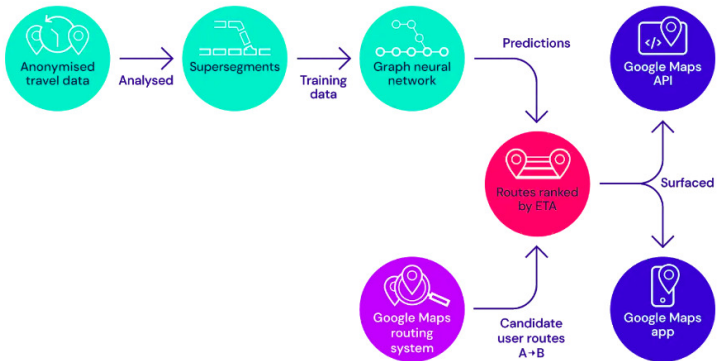 Anonymised
travel data
Analysed
Supersegments
Training
data
Graph neural
network
Predictions
</>
Google Maps
API
Routes ranked
by ETA
Surfaced
Google Maps
routing
system
Candidate
user routes
A→B
Google Maps
app